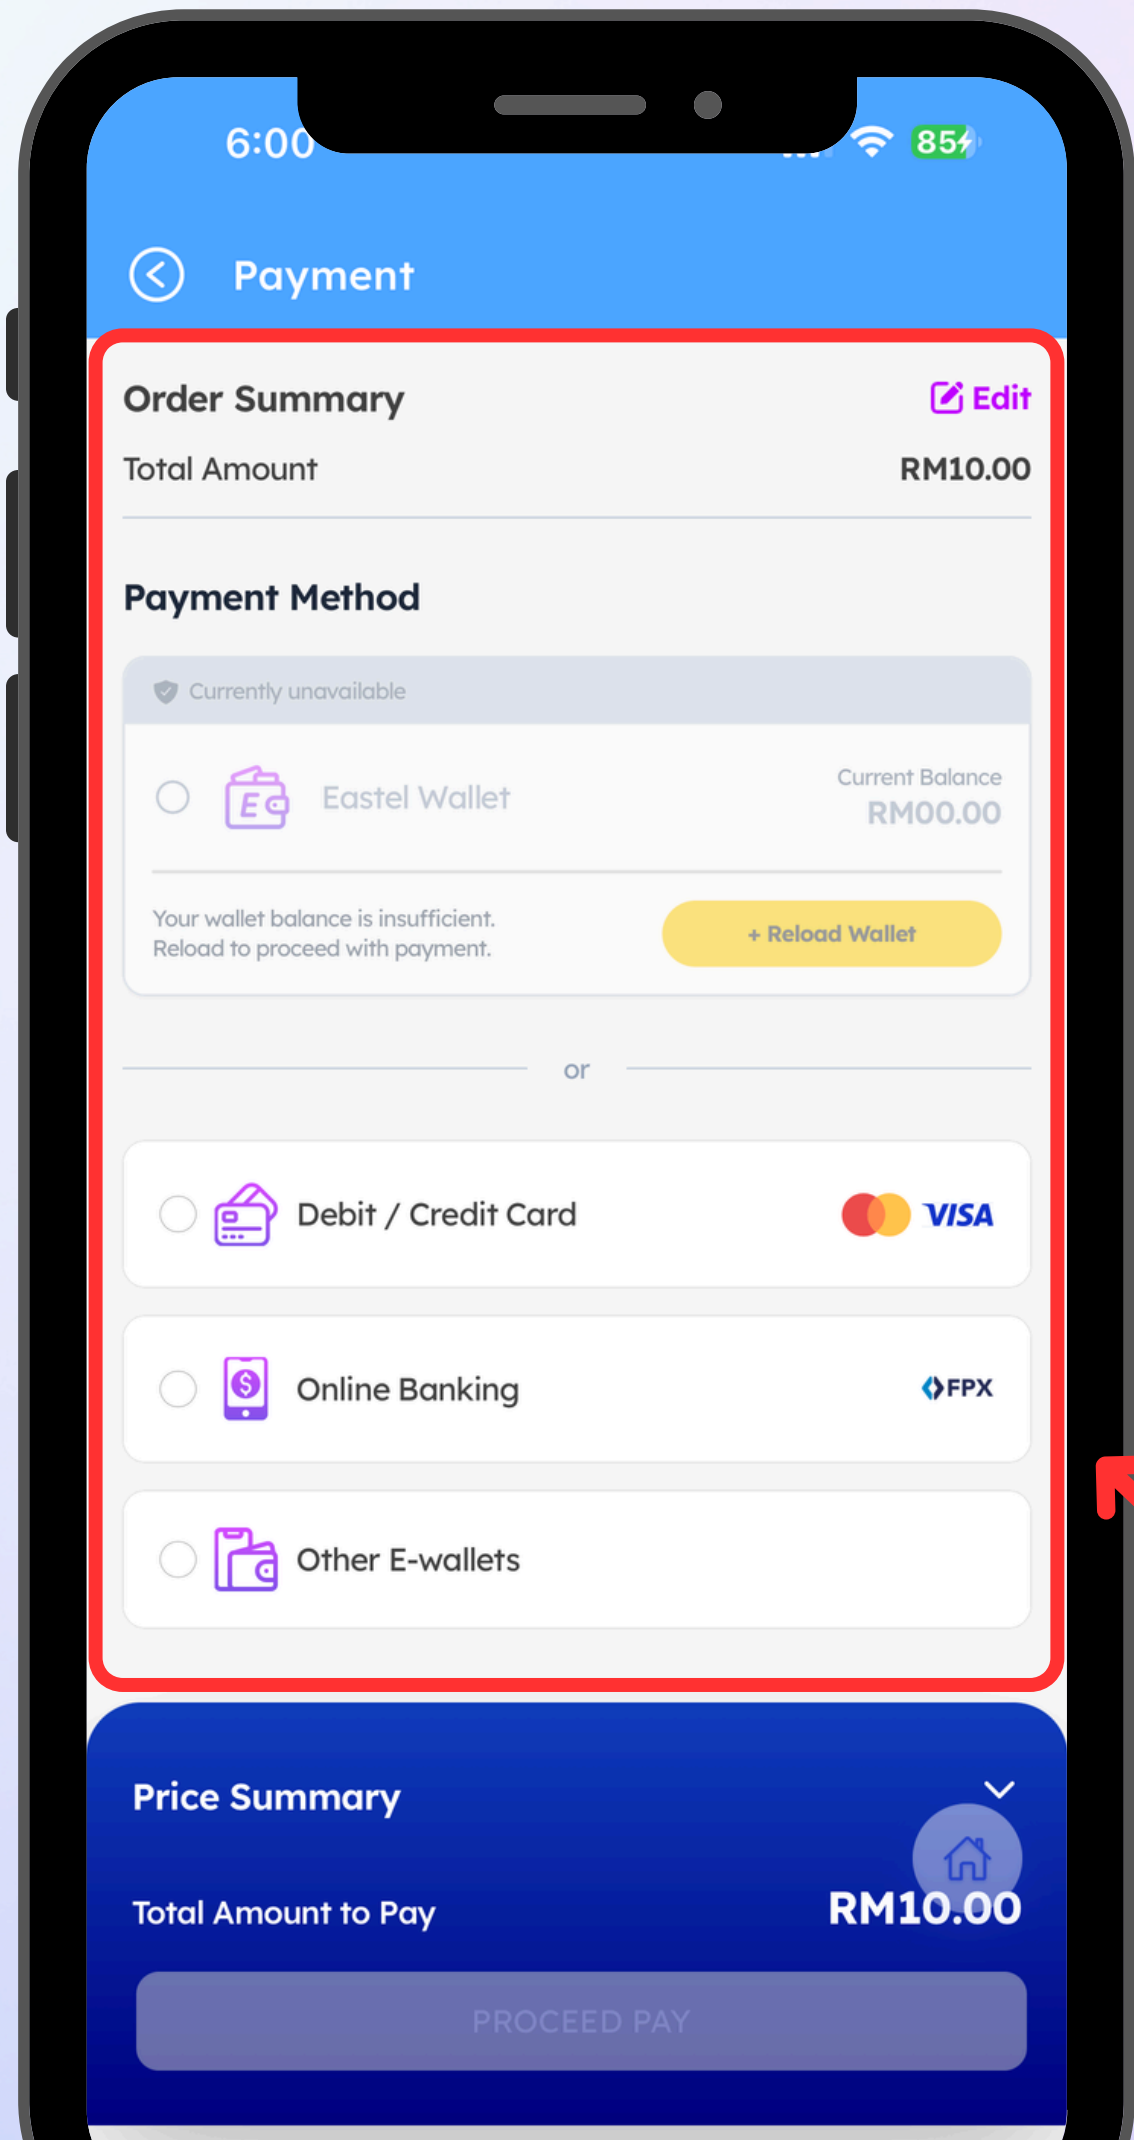 6:00
85
Payment
Order Summary
Edit
Total Amount
RM10.00
Payment Method
Currently unavailable
E
Eastel Wallet
Current Balance
RM00.00
Your wallet balance is insufficient.
Reload to proceed with payment.
+ Reload Wallet
or
Debit / Credit Card
VISA
$
Online Banking
FPX
Other E-wallets
Price Summary
Total Amount to Pay
RM10.00
PROCEED PAY